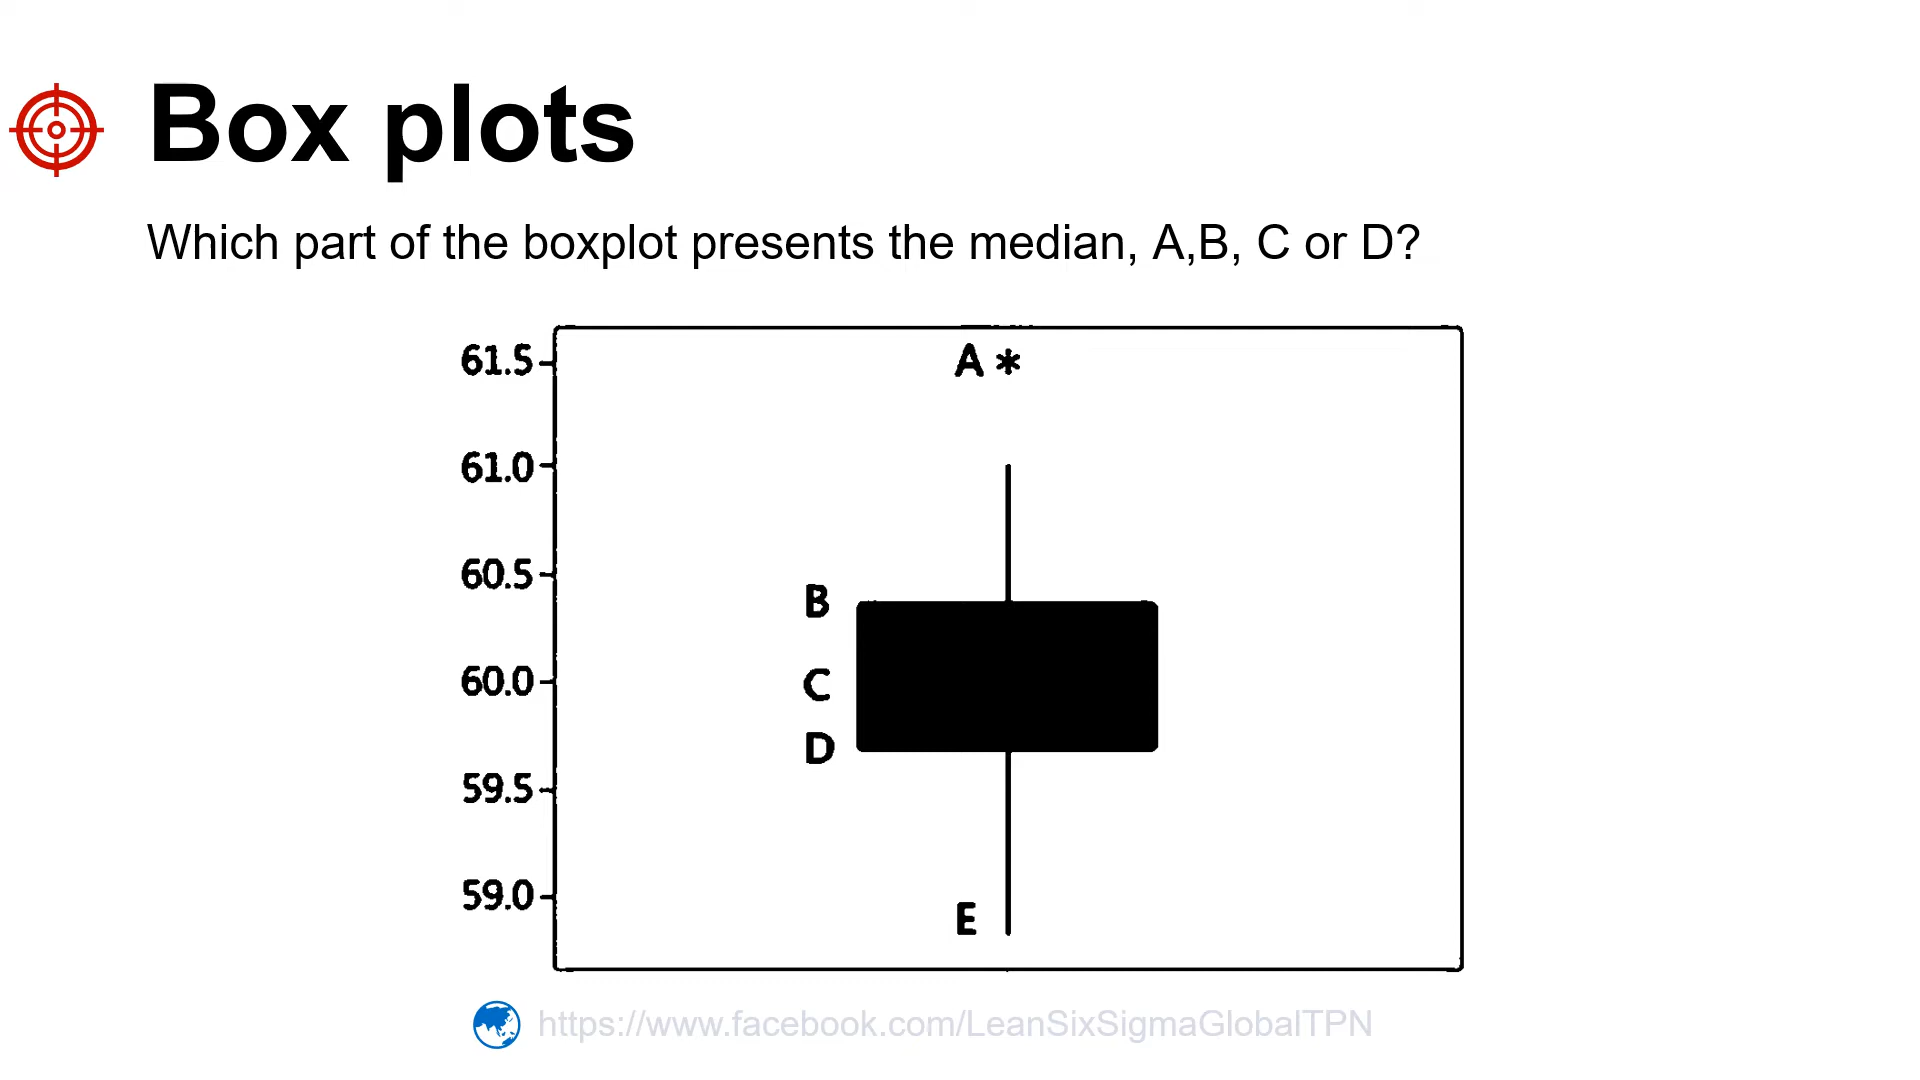 Box plots
Which part of the boxplot presents the median, A,B, C or D?
61.5
A *
61.0
60.5
B
60.0
C
D
59.5
59.0
E
https://www.facebook.com/LeanSixSigmaGlobalTPN